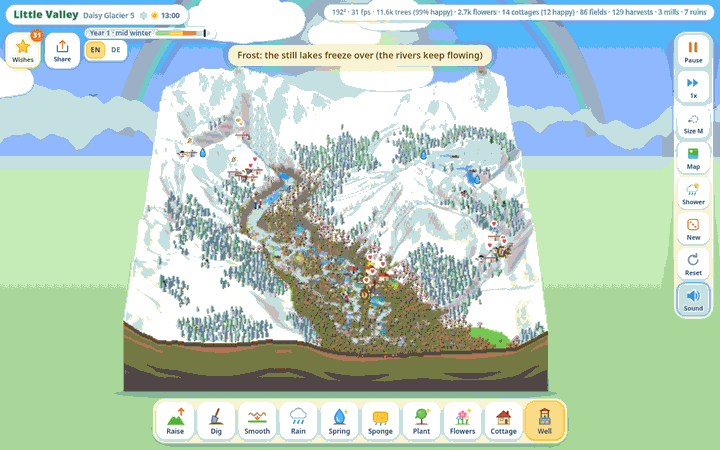 Little Valley Daisy Glacier 5 13:00
192² · 31 fps · 11.6k trees (99% happy) · 2.7k flowers · 14 cottages (12 happy) · 86 fields · 129 harvests · 3 mills · 7 ruins
Year 1 · mid winter
31
Wishes
Share
EN
DE
Frost: the still lakes freeze over (the rivers keep flowing)
Pause
1x
Size M
Map
Shower
New
Reset
Sound
Raise
Dig
Smooth
Rain
Spring
Sponge
Plant
Flowers
Cottage
Well